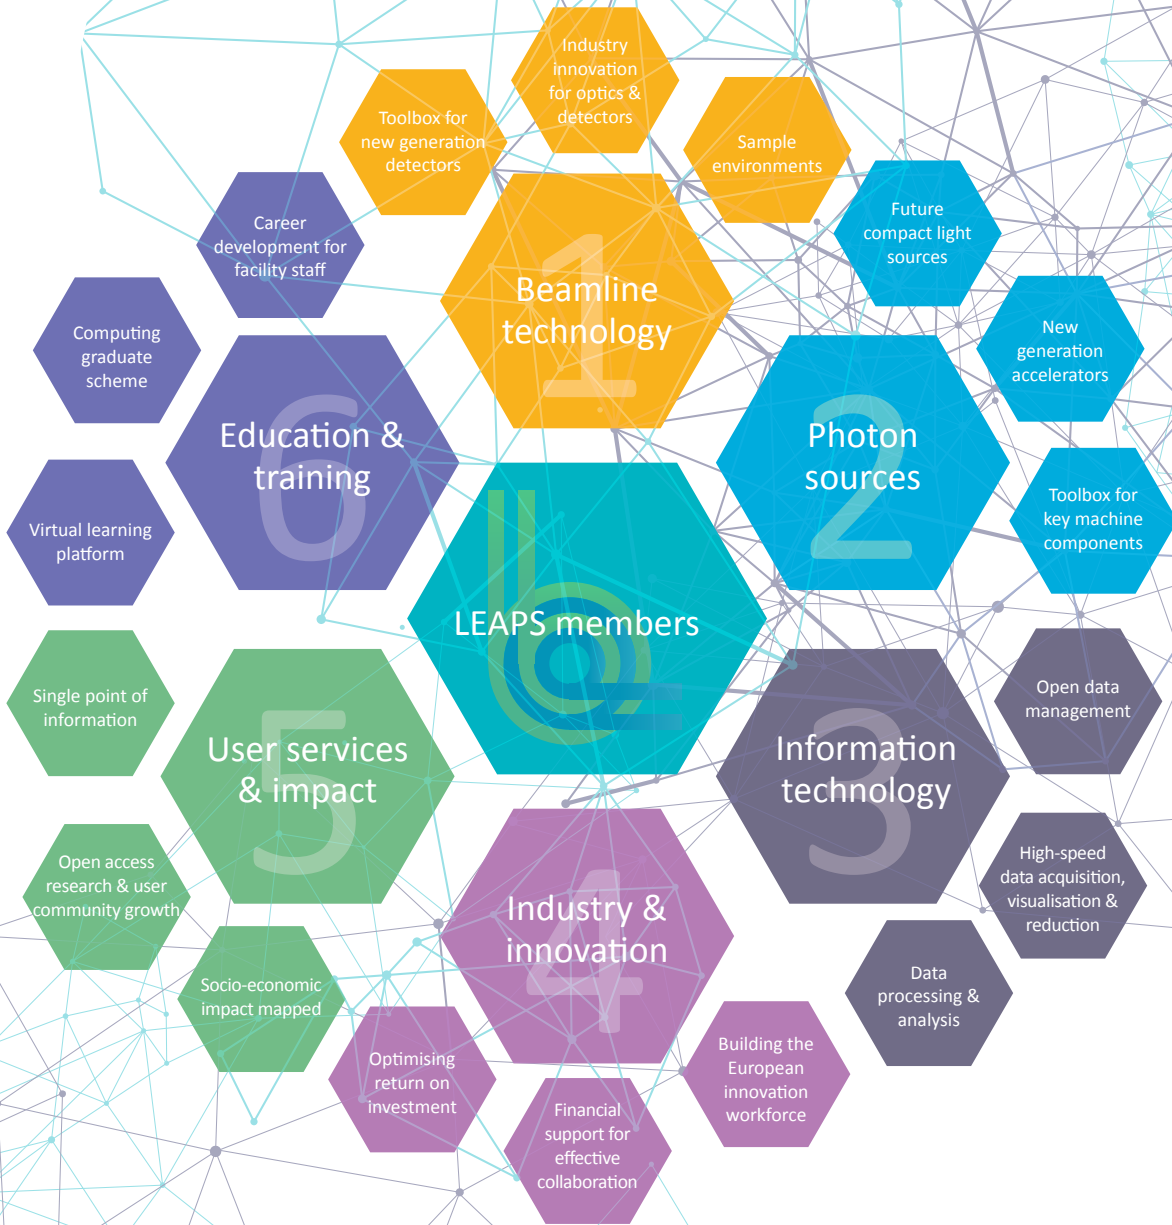 Industry
innovation
for optics &
detectors
Toolbox for
new generation
detectors
Sample
environments
1
Beamline
technology
Future
compact light
sources
New
generation
accelerators
Toolbox for
key machine
components
2
Photon
sources
Career
development for
facility staff
Computing
graduate
scheme
Virtual learning
platform
6
Education &
training
LEAPS members
Single point of
information
Open access
research & user
community growth
Socio-economic
impact mapped
5
User services
& impact
3
Information
technology
Open data
management
High-speed
data acquisition,
visualisation &
reduction
Data
processing &
analysis
4
Industry &
innovation
Optimising
return on
investment
Financial
support for
effective
collaboration
Building the
European
innovation
workforce